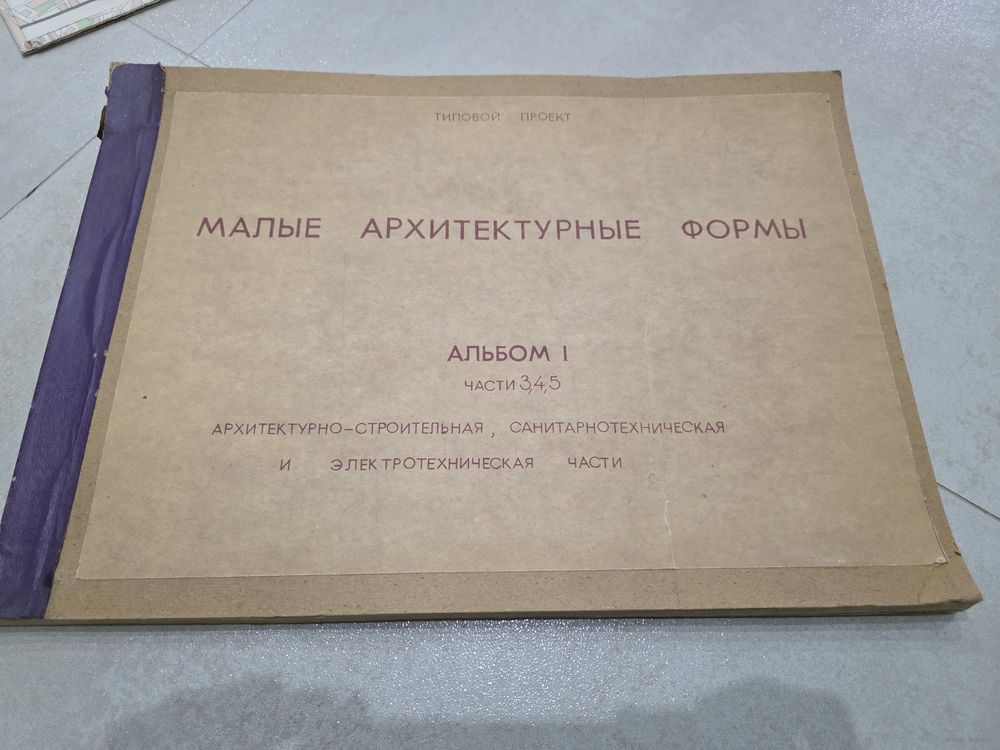 ТИПОВОЙ ПРОЕКТ
МАЛЫЕ АРХИТЕКТУРНЫЕ ФОРМЫ
АЛЬБОМ I
ЧАСТИ 3,4,5
АРХИТЕКТУРНО-СТРОИТЕЛЬНАЯ, САНИТАРНОТЕХНИЧЕСКАЯ
И ЭЛЕКТРОТЕХНИЧЕСКАЯ ЧАСТИ